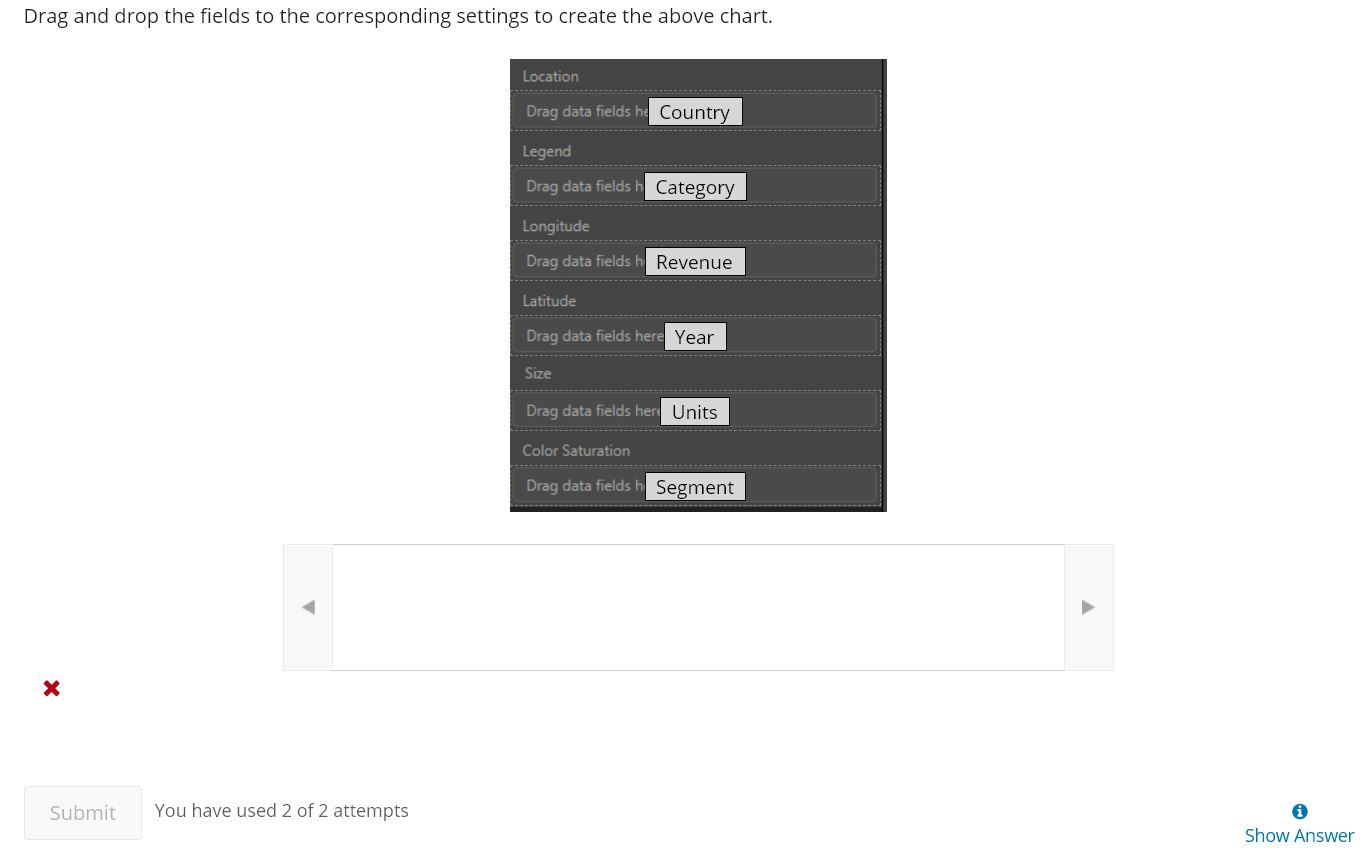 Drag and drop the fields to the corresponding settings to create the above chart.
Location
Drag data fields he Country
Legend
Drag data fields h Category
Longitude
Drag data fields h Revenue
Latitude
Drag data fields here Year
Size
Drag data fields here Units
Color Saturation
Drag data fields h Segment
Submit
You have used 2 of 2 attempts
Show Answer